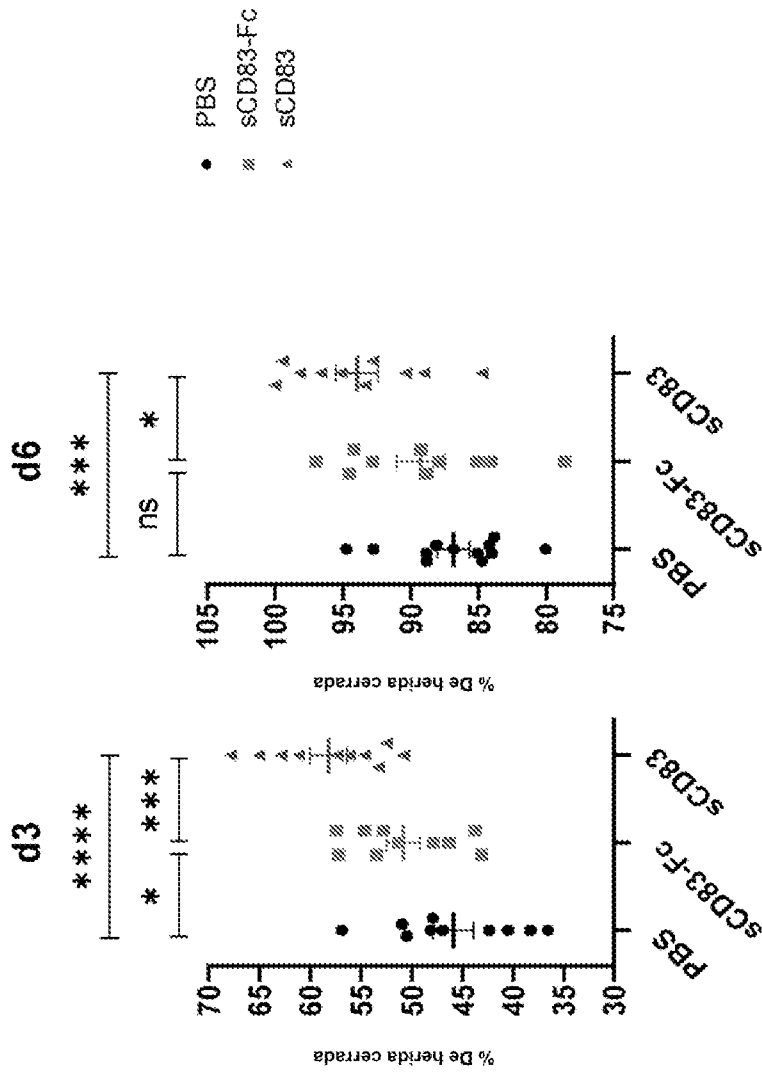 d3
****
*
***
% De herida cerrada
70
65
60
55
50
45
40
35
30
PBS
sCD83-Fc
sCD83
d6
***
ns
*
% De herida cerrada
105
100
95
90
85
80
75
PBS
sCD83-Fc
sCD83
PBS
sCD83-Fc
sCD83